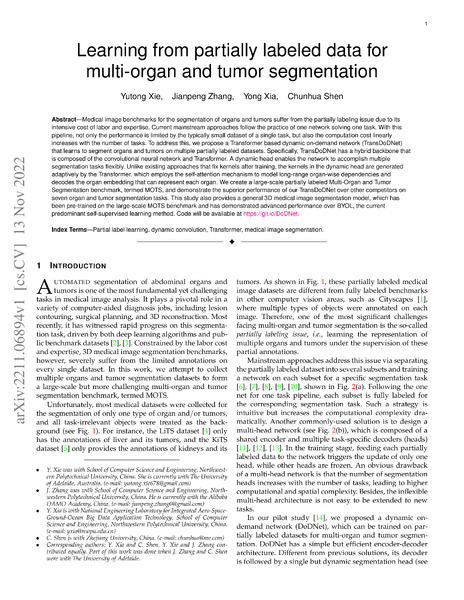 1
Learning from partially labeled data for
multi-organ and tumor segmentation
Yutong Xie, Jianpeng Zhang, Yong Xia, Chunhua Shen
Abstract—Medical image benchmarks for the segmentation of organs and tumors suffer from the partially labeling issue due to its
intensive cost of labor and expertise. Current mainstream approaches follow the practice of one network solving one task. With this
pipeline, not only the performance is limited by the typically small dataset of a single task, but also the computation cost linearly
increases with the number of tasks. To address this, we propose a Transformer based dynamic on-demand network (TransDoDNet)
that learns to segment organs and tumors on multiple partially labeled datasets. Specifically, TransDoDNet has a hybrid backbone that
is composed of the convolutional neural network and Transformer. A dynamic head enables the network to accomplish multiple
segmentation tasks flexibly. Unlike existing approaches that fix kernels after training, the kernels in the dynamic head are generated
adaptively by the Transformer, which employs the self-attention mechanism to model long-range organ-wise dependencies and
decodes the organ embedding that can represent each organ. We create a large-scale partially labeled Multi-Organ and Tumor
Segmentation benchmark, termed MOTS, and demonstrate the superior performance of our TransDoDNet over other competitors on
seven organ and tumor segmentation tasks. This study also provides a general 3D medical image segmentation model, which has
been pre-trained on the large-scale MOTS benchmark and has demonstrated advanced performance over BYOL, the current
predominant self-supervised learning method. Code will be available at https://git.io/DoDNet.
Index Terms—Partial label learning, dynamic convolution, Transformer, medical image segmentation.
arXiv:2211.06894v1 [cs.CV] 13 Nov 2022
1 INTRODUCTION
AUTOMATED segmentation of abdominal organs and
tumors is one of the most fundamental yet challenging
tasks in medical image analysis. It plays a pivotal role in a
variety of computer-aided diagnosis jobs, including lesion
contouring, surgical planning, and 3D reconstruction. Most
recently, it has witnessed rapid progress on this segmenta-
tion task, driven by both deep learning algorithms and pu-
blic benchmark datasets [2], [3]. Constrained by the labor cost
and expertise, 3D medical image segmentation benchmarks,
however, severely suffer from the limited annotations on
every single dataset. In this work, we attempt to collect
multiple organs and tumor segmentation datasets to form
a large-scale but more challenging multi-organ and tumor
segmentation benchmark, termed MOTS.
Unfortunately, most medical datasets were collected for
the segmentation of only one type of organ and/or tumors,
and all task-irrelevant objects were treated as the back-
ground (see Fig. 1). For instance, the LiTS dataset [4] only
has the annotations of liver and its tumors, and the KiTS
dataset [5] only provides the annotations of kidneys and its
• Y. Xie was with School of Computer Science and Engineering, Northwest-
ern Polytechnical University, China. She is currently with The University
of Adelaide, Australia. (e-mail: yutong.xie678@gmail.com)
• J. Zhang was with School of Computer Science and Engineering, North-
western Polytechnical University, China. He is currently with the Alibaba
DAMO Academy, China. (e-mail: jianpeng.zhang0@gmail.com)
• Y. Xia is with National Engineering Laboratory for Integrated Aero-Space-
Ground-Ocean Big Data Application Technology, School of Computer
Science and Engineering, Northwestern Polytechnical University, China.
(e-mail: yxia@nwpu.edu.cn)
• C. Shen is with Zhejiang University, China. (e-mail: chunhua@me.com)
• Corresponding authors: Y. Xia and C. Shen. Y. Xie and J. Zhang con-
tributed equally. Part of this work was done when J. Zhang and C. Shen
were with The University of Adelaide.
tumors. As shown in Fig. 1, these partially labeled medical
image datasets are different from fully labeled benchmarks
in other computer vision areas, such as Cityscapes [1],
where multiple types of objects were annotated on each
image. Therefore, one of the most significant challenges
facing multi-organ and tumor segmentation is the so-called
partially labeling issue, i.e., learning the representation of
multiple organs and tumors under the supervision of these
partial annotations.
Mainstream approaches address this issue via separating
the partially labeled dataset into several subsets and training
a network on each subset for a specific segmentation task
[6], [7], [8], [9], [10], shown in Fig. 2(a). Following the one
net for one task pipeline, each subset is fully labeled for
the corresponding segmentation task. Such a strategy is
intuitive but increases the computational complexity dra-
matically. Another commonly-used solution is to design a
multi-head network (see Fig. 2(b)), which is composed of a
shared encoder and multiple task-specific decoders (heads)
[11], [12], [13]. In the training stage, feeding each partially
labeled data to the network triggers the update of only one
head, while other heads are frozen. An obvious drawback
of a multi-head network is that the number of segmentation
heads increases with the number of tasks, leading to higher
computational and spatial complexity. Besides, the inflexible
multi-head architecture is not easy to be extended to new
tasks.
In our pilot study [14], we proposed a dynamic on-
demand network (DoDNet), which can be trained on par-
tially labeled datasets for multi-organ and tumor segmen-
tation. DoDNet has a simple but efficient encoder-decoder
architecture. Different from previous solutions, its decoder
is followed by a single but dynamic segmentation head (see